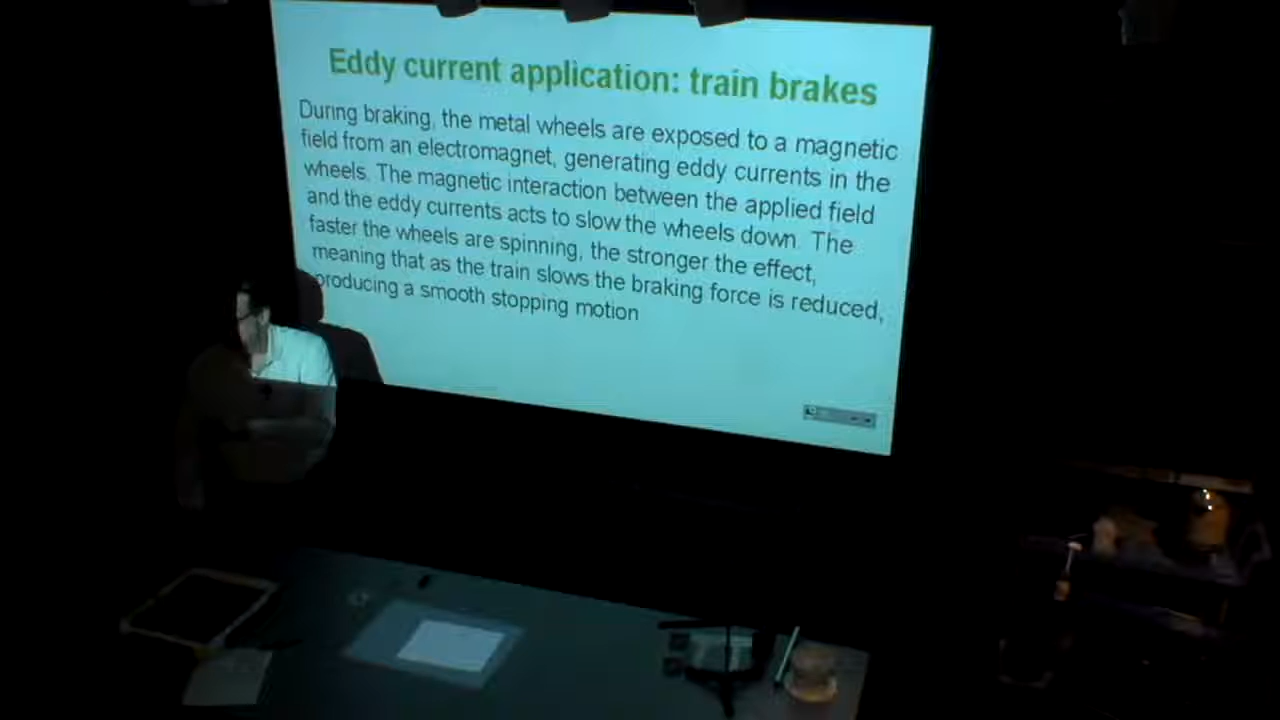 Eddy current application: train brakes
During braking, the metal wheels are exposed to a magnetic
field from an electromagnet, generating eddy currents in the
wheels. The magnetic interaction between the applied field
and the eddy currents acts to slow the wheels down. The
faster the wheels are spinning, the stronger the effect,
meaning that as the train slows the braking force is reduced,
producing a smooth stopping motion